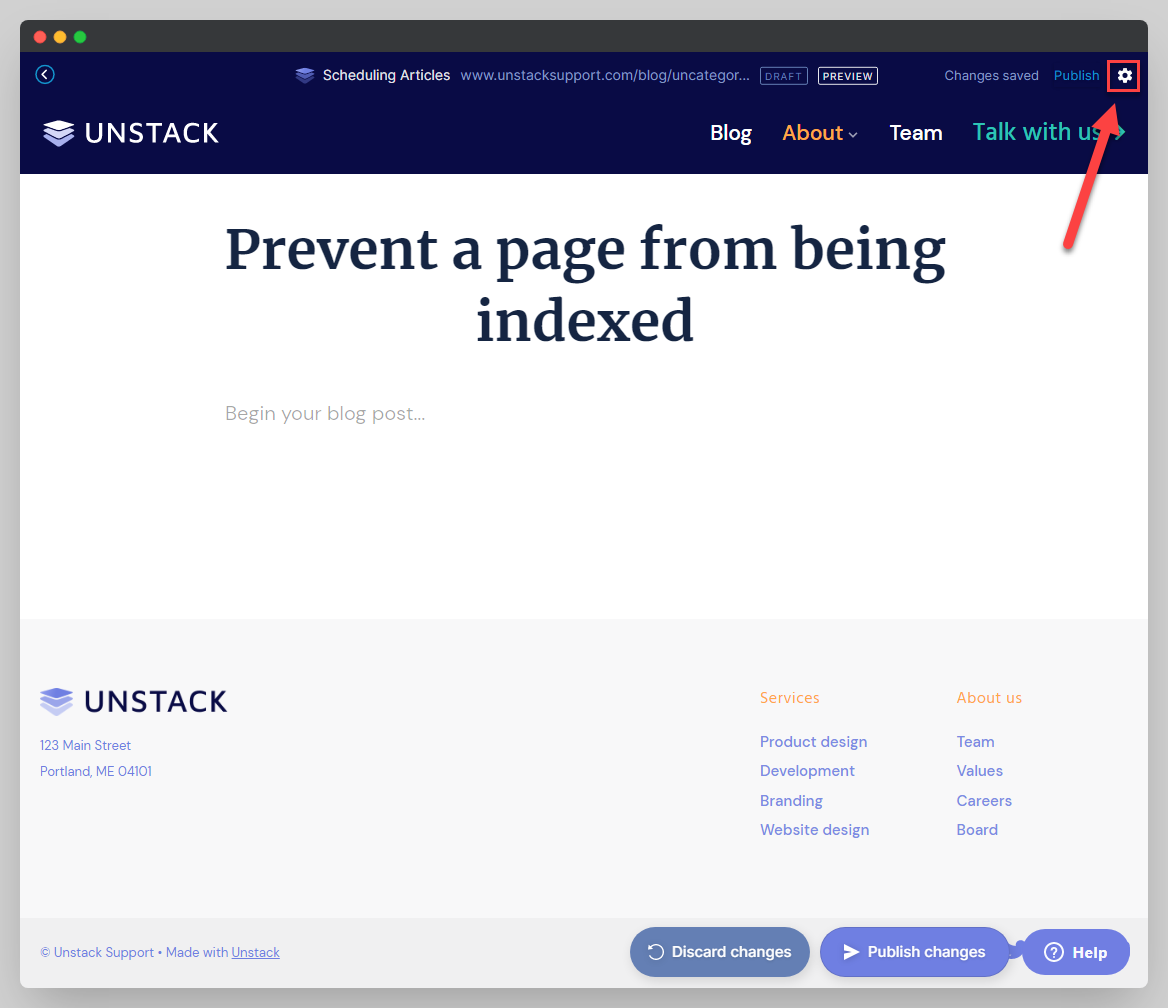 Scheduling Articles www.unstacksupport.com/blog/uncategor... DRAFT PREVIEW Changes saved Publish
UNSTACK Blog About Team Talk with us
Prevent a page from being
indexed
Begin your blog post...
UNSTACK
123 Main Street
Portland, ME 04101
Services
Product design
Development
Branding
Website design
About us
Team
Values
Careers
Board
© Unstack Support • Made with Unstack
Discard changes
Publish changes
Help